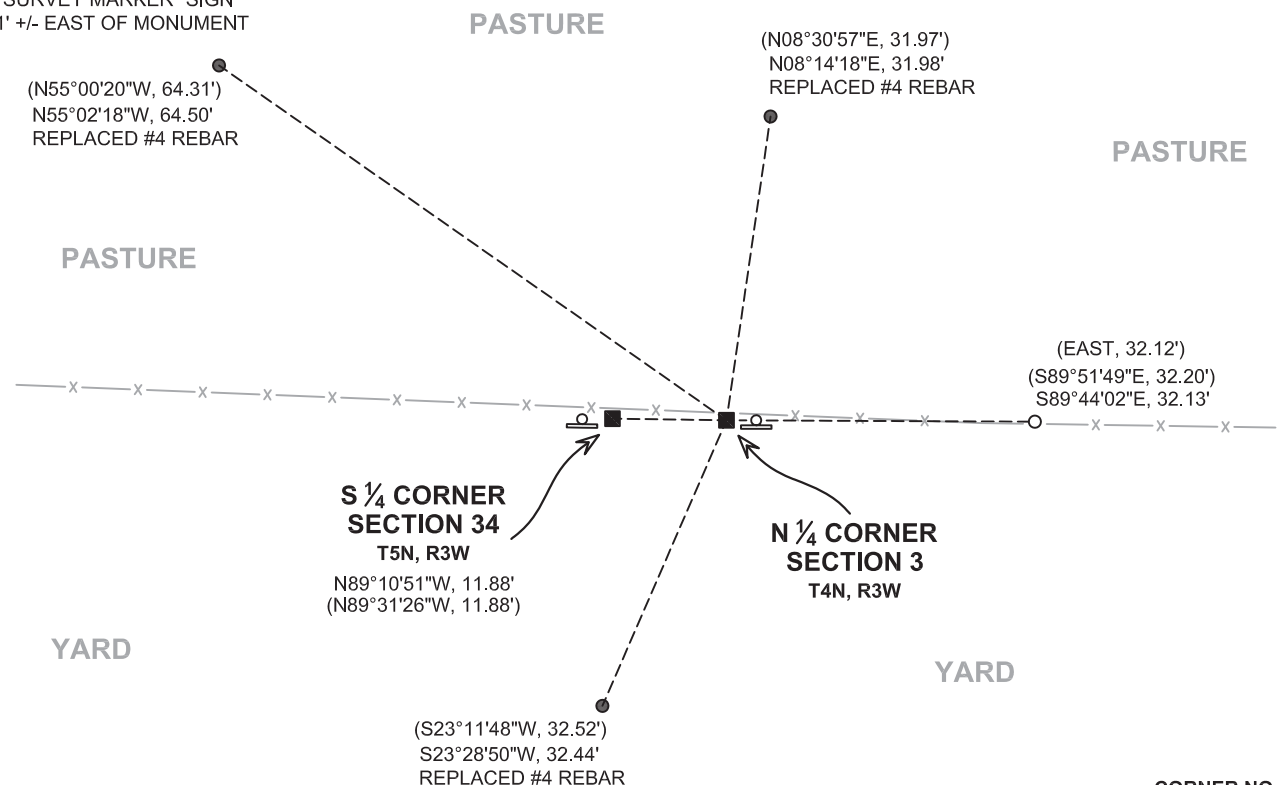 SURVEY MARKER" SIGN
1' +/- EAST OF MONUMENT
PASTURE
(N55°00'20"W, 64.31')
N55°02'18"W, 64.50'
REPLACED #4 REBAR
(N08°30'57"E, 31.97')
N08°14'18"E, 31.98'
REPLACED #4 REBAR
PASTURE
PASTURE
(EAST, 32.12')
(S89°51'49"E, 32.20')
S89°44'02"E, 32.13'
S 1/4 CORNER
SECTION 34
T5N, R3W
N89°10'51"W, 11.88'
(N89°31'26"W, 11.88')
N 1/4 CORNER
SECTION 3
T4N, R3W
YARD
YARD
(S23°11'48"W, 32.52')
S23°28'50"W, 32.44'
REPLACED #4 REBAR